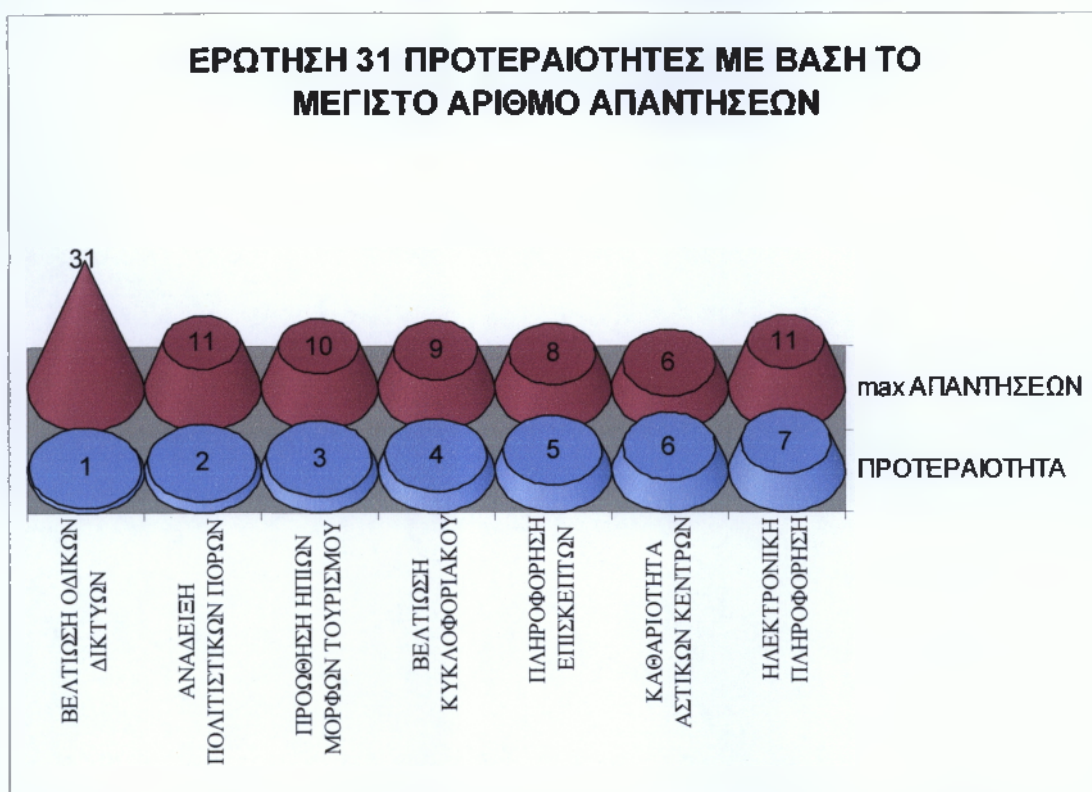 ΕΡΩΤΗΣΗ 31 ΠΡΟΤΕΡΑΙΟΤΗΤΕΣ ΜΕ ΒΑΣΗ ΤΟ
ΜΕΓΙΣΤΟ ΑΡΙΘΜΟ ΑΠΑΝΤΗΣΕΩΝ
31
11
10
9
8
6
11
max ΑΠΑΝΤΗΣΕΩΝ
1
2
3
4
5
6
7
ΠΡΟΤΕΡΑΙΟΤΗΤΑ
ΒΕΛΤΙΩΣΗ ΟΔΙΚΩΝ
ΔΙΚΤΥΩΝ
ΑΝΑΔΕΙΞΗ
ΠΟΛΙΤΙΣΤΙΚΩΝ ΠΟΡΩΝ
ΠΡΟΩΘΗΣΗ ΗΠΙΩΝ
ΜΟΡΦΩΝ ΤΟΥΡΙΣΜΟΥ
ΒΕΛΤΙΩΣΗ
ΚΥΚΛΟΦΟΡΙΑΚΟΥ
ΠΛΗΡΟΦΟΡΗΣΗ
ΕΠΙΣΚΕΠΤΩΝ
ΚΑΘΑΡΙΟΤΗΤΑ
ΑΣΤΙΚΩΝ ΚΕΝΤΡΩΝ
ΗΛΕΚΤΡΟΝΙΚΗ
ΠΛΗΡΟΦΟΡΗΣΗ